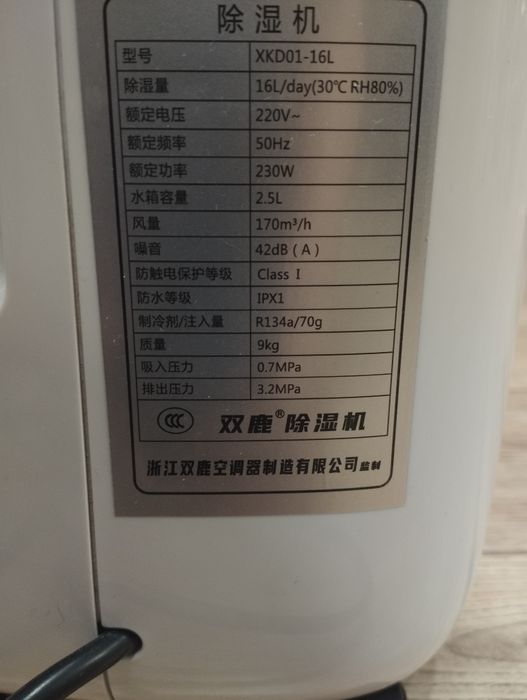 除湿机
型号 XKD01-16L
除湿量 16L/day(30℃ RH80%)
额定电压 220V~
额定频率 50Hz
额定功率 230W
水箱容量 2.5L
风量 170m³/h
噪音 42dB（A）
防触电保护等级 Class I
防水等级 IPX1
制冷剂/注入量 R134a/70g
质量 9kg
吸入压力 0.7MPa
排出压力 3.2MPa
CCC 双鹿®除湿机
浙江双鹿空调器制造有限公司监制